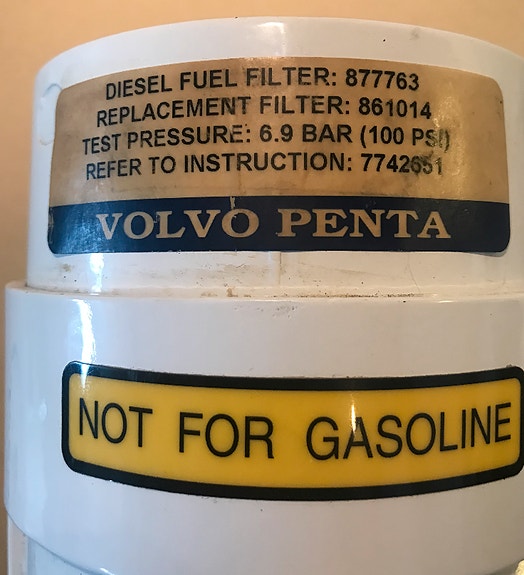 DIESEL FUEL FILTER: 877763
REPLACEMENT FILTER: 861014
TEST PRESSURE: 6.9 BAR (100 PSI)
REFER TO INSTRUCTION: 7742651
VOLVO PENTA
NOT FOR GASOLINE